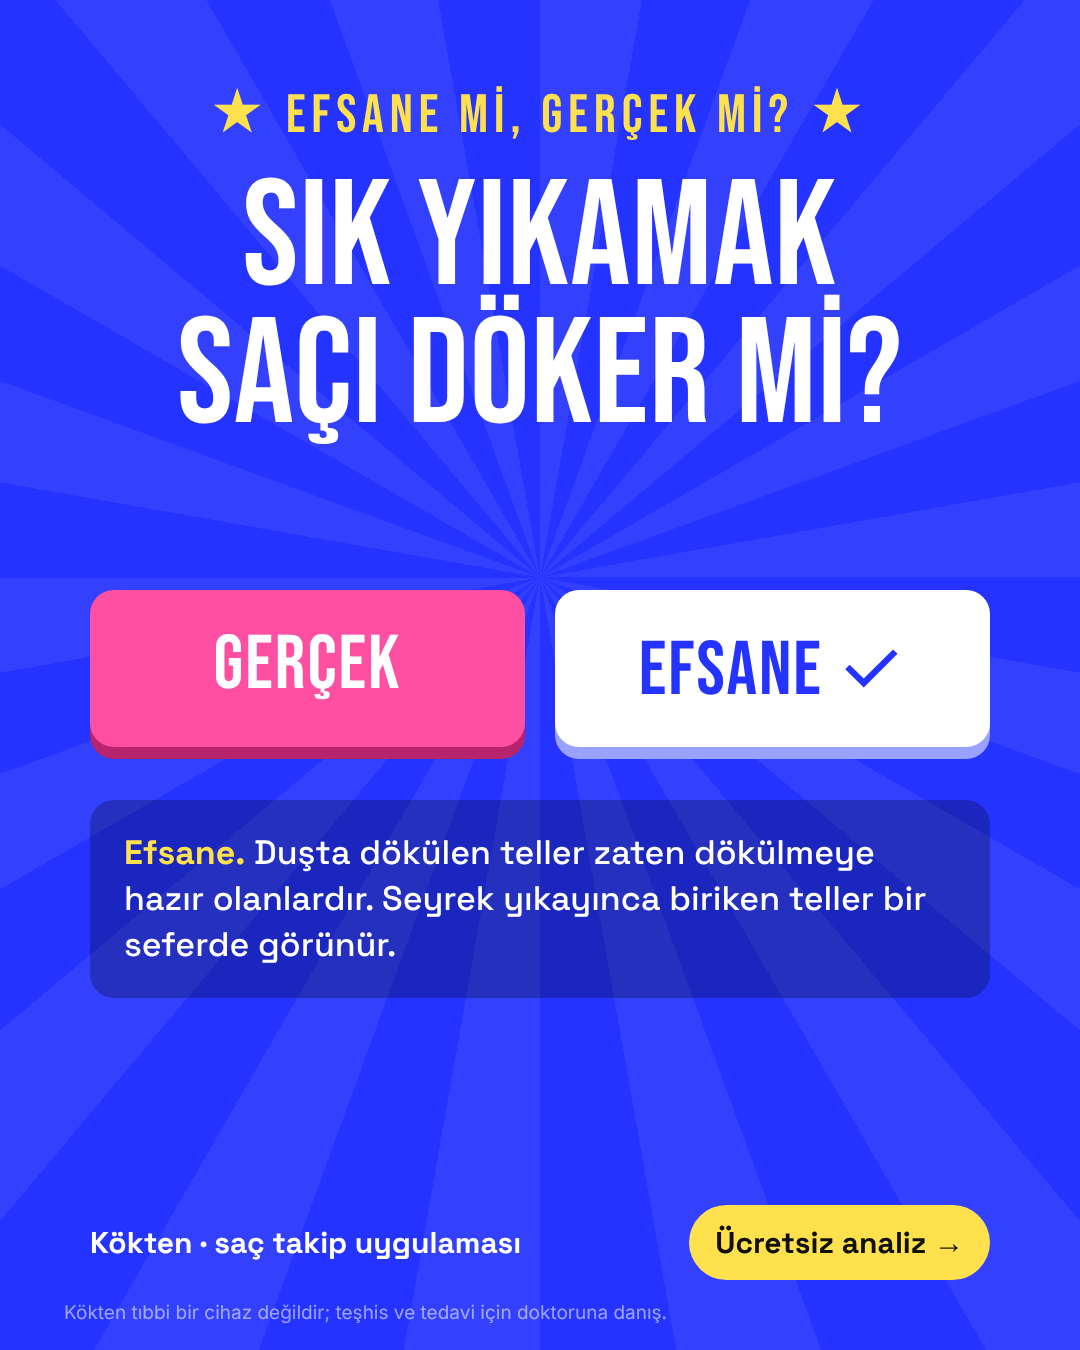 ★ EFSANE Mİ, GERÇEK Mİ? ★
SIK YIKAMAK
SAÇI DÖKER Mİ?
GERÇEK
EFSANE ✓
Efsane. Duşta dökülen teller zaten dökülmeye
hazır olanlardır. Seyrek yıkayınca biriken teller bir
seferde görünür.
Kökten · saç takip uygulaması
Ücretsiz analiz →
Kökten tıbbi bir cihaz değildir; teşhis ve tedavi için doktoruna danış.